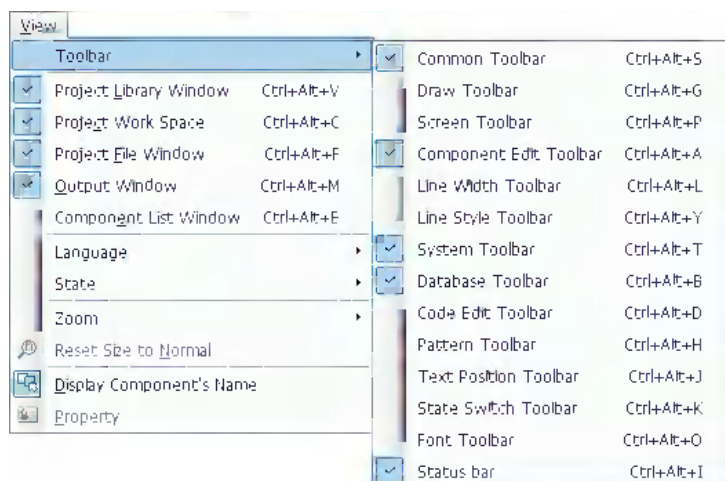 View
Toolbar
Project Library Window Ctrl+Alt+V
Project Work Space Ctrl+Alt+C
Project File Window Ctrl+Alt+F
Output Window Ctrl+Alt+M
Component List Window Ctrl+Alt+E
Language
State
Zoom
Reset Size to Normal
Display Component's Name
Property
Common Toolbar Ctrl+Alt+S
Draw Toolbar Ctrl+Alt+G
Screen Toolbar Ctrl+Alt+P
Component Edit Toolbar Ctrl+Alt+A
Line Width Toolbar Ctrl+Alt+L
Line Style Toolbar Ctrl+Alt+Y
System Toolbar Ctrl+Alt+T
Database Toolbar Ctrl+Alt+B
Code Edit Toolbar Ctrl+Alt+D
Pattern Toolbar Ctrl+Alt+H
Text Position Toolbar Ctrl+Alt+J
State Switch Toolbar Ctrl+Alt+K
Font Toolbar Ctrl+Alt+O
Status bar Ctrl+Alt+I